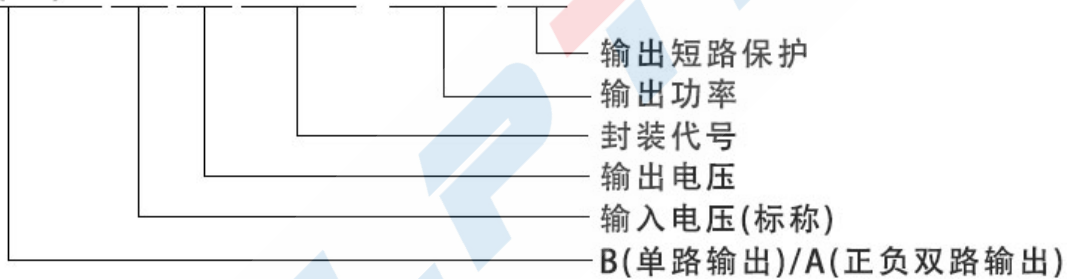 输出短路保护
输出功率
封装代号
输出电压
输入电压(标称)
B(单路输出)/A(正负双路输出)